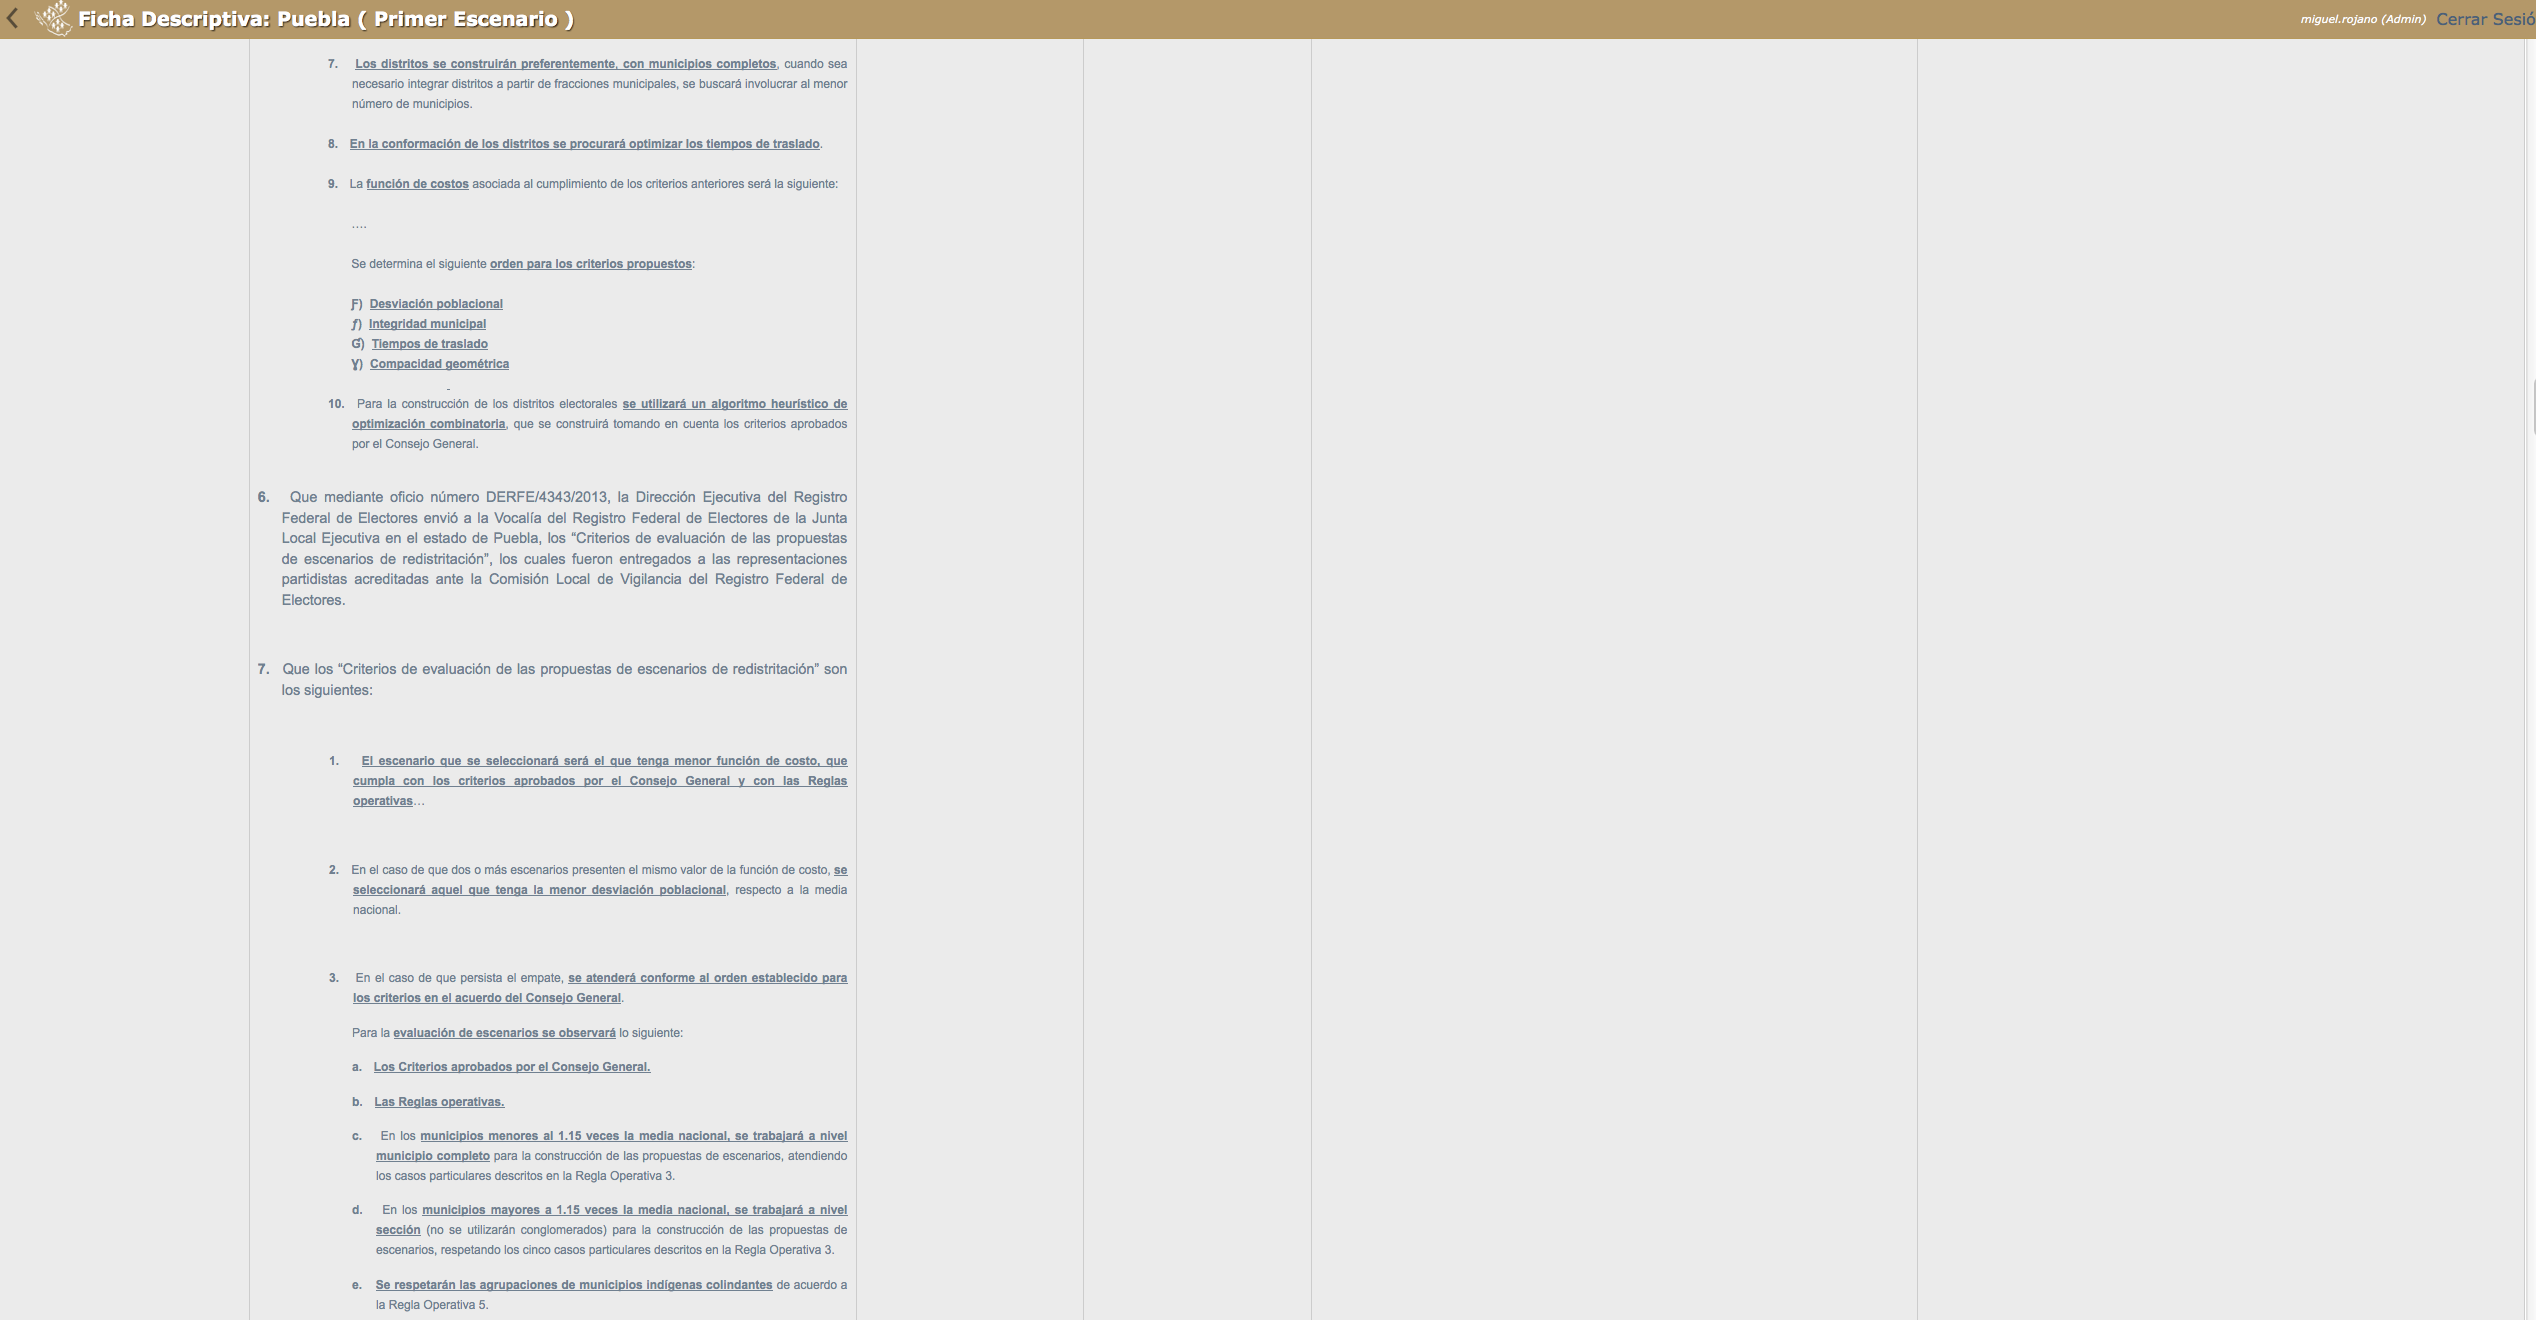 Ficha Descriptiva: Puebla ( Primer Escenario )
miguel.rojano (Admin)
7. Los distritos se construirán preferentemente, con municipios completos, cuando sea
necesario integrar distritos a partir de fracciones municipales, se buscará involucrar al menor
número de municipios.
8. En la conformación de los distritos se procurará optimizar los tiempos de traslado.
9. La función de costos asociada al cumplimiento de los criterios anteriores será la siguiente:
....
Se determina el siguiente orden para los criterios propuestos:
Ƒ) Desviación poblacional
ƒ) Integridad municipal
Ɠ) Tiempos de traslado
Ɣ) Compacidad geométrica
10. Para la construcción de los distritos electorales se utilizará un algoritmo heurístico de
optimización combinatoria, que se construirá tomando en cuenta los criterios aprobados
por el Consejo General.
6. Que mediante oficio número DERFE/4343/2013, la Dirección Ejecutiva del Registro
Federal de Electores envió a la Vocalía del Registro Federal de Electores de la Junta
Local Ejecutiva en el estado de Puebla, los “Criterios de evaluación de las propuestas
de escenarios de redistritación”, los cuales fueron entregados a las representaciones
partidistas acreditadas ante la Comisión Local de Vigilancia del Registro Federal de
Electores.
7. Que los “Criterios de evaluación de las propuestas de escenarios de redistritación” son
los siguientes:
1. El escenario que se seleccionará será el que tenga menor función de costo, que
cumpla con los criterios aprobados por el Consejo General y con las Reglas
operativas...
2. En el caso de que dos o más escenarios presenten el mismo valor de la función de costo, se
seleccionará aquel que tenga la menor desviación poblacional, respecto a la media
nacional.
3. En el caso de que persista el empate, se atenderá conforme al orden establecido para
los criterios en el acuerdo del Consejo General.
Para la evaluación de escenarios se observará lo siguiente:
a. Los Criterios aprobados por el Consejo General.
b. Las Reglas operativas.
c. En los municipios menores al 1.15 veces la media nacional, se trabajará a nivel
municipio completo para la construcción de las propuestas de escenarios, atendiendo
los casos particulares descritos en la Regla Operativa 3.
d. En los municipios mayores a 1.15 veces la media nacional, se trabajará a nivel
sección (no se utilizarán conglomerados) para la construcción de las propuestas de
escenarios, respetando los cinco casos particulares descritos en la Regla Operativa 3.
e. Se respetarán las agrupaciones de municipios indígenas colindantes de acuerdo a
la Regla Operativa 5.
Cerrar Sesió